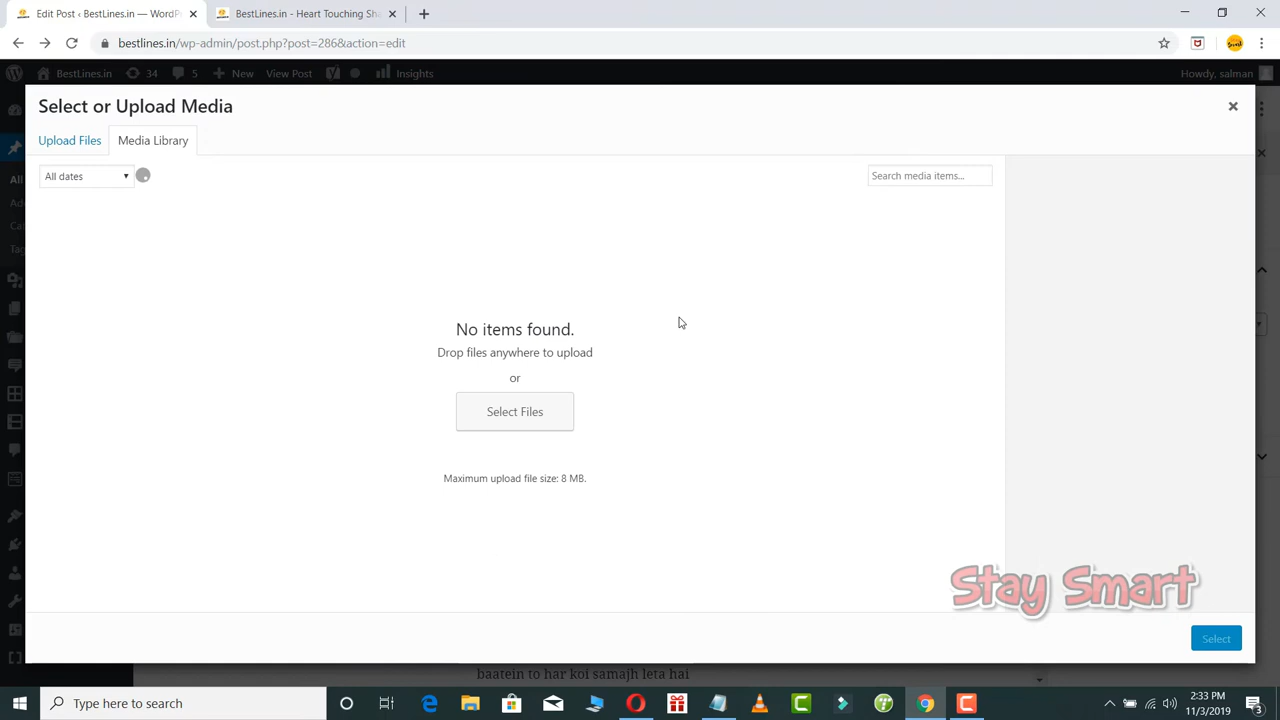 Edit Post ‹ BestLines.in — WordP
BestLines.in - Heart Touching Sha
bestlines.in/wp-admin/post.php?post=286&action=edit
BestLines.in
34
5
New
View Post
Insights
Howdy, salman
Select or Upload Media
Upload Files
Media Library
All dates
Search media items...
All
No items found.
Drop files anywhere to upload
or
Select Files
Maximum upload file size: 8 MB.
Stay Smart
Select
baatein to har koi samajh leta hai
Type here to search
2:33 PM
11/3/2019
3